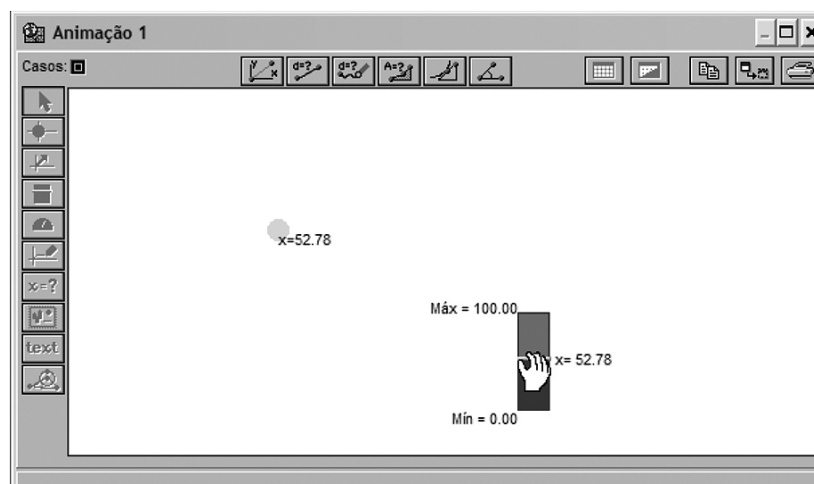 Animação 1
Casos:
y x
d=?
d=?
A=?
x=52.78
Máx = 100.00
x= 52.78
Mín = 0.00
x=?
text